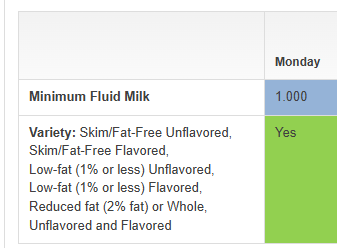 Monday
Minimum Fluid Milk 1.000
Variety: Skim/Fat-Free Unflavored, Yes
Skim/Fat-Free Flavored,
Low-fat (1% or less) Unflavored,
Low-fat (1% or less) Flavored,
Reduced fat (2% fat) or Whole,
Unflavored and Flavored